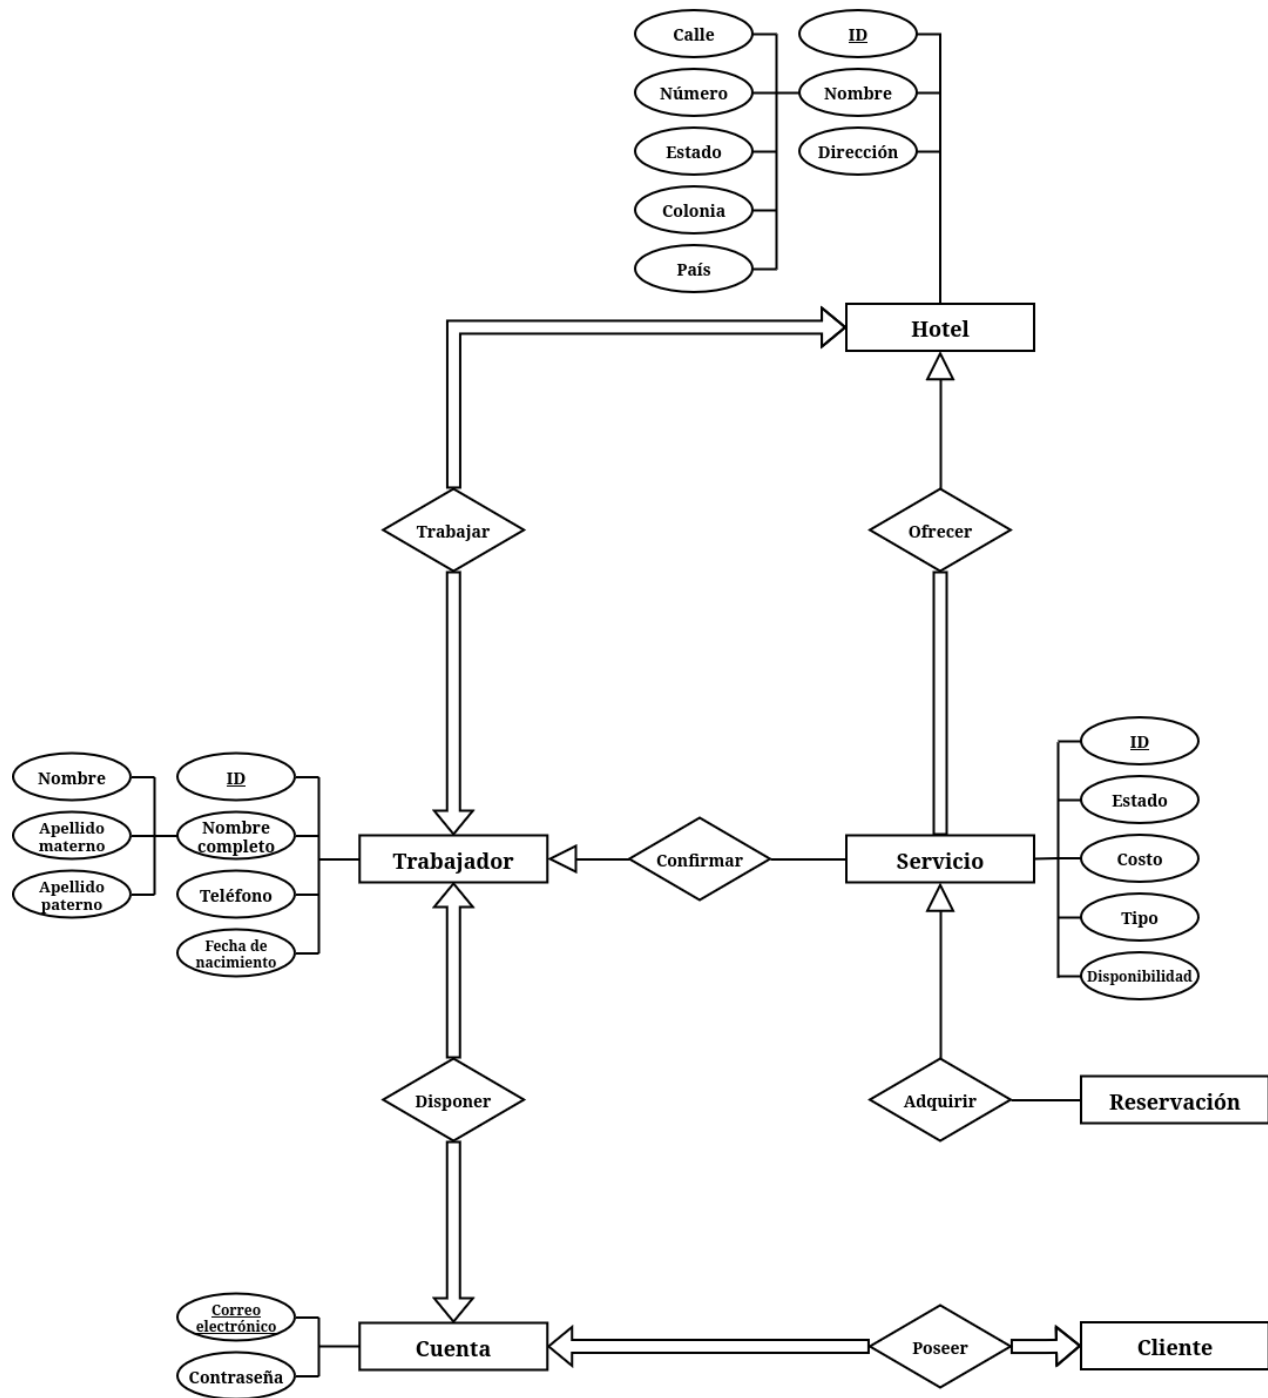 Calle
ID
Número
Nombre
Estado
Dirección
Colonia
País
Hotel
Trabajar
Ofrecer
ID
Nombre
ID
Estado
Apellido
materno
Nombre
completo
Trabajador
Confirmar
Servicio
Costo
Apellido
paterno
Teléfono
Tipo
Fecha de
nacimiento
Disponibilidad
Disponer
Adquirir
Reservación
Correo
electrónico
Cuenta
Poseer
Cliente
Contraseña